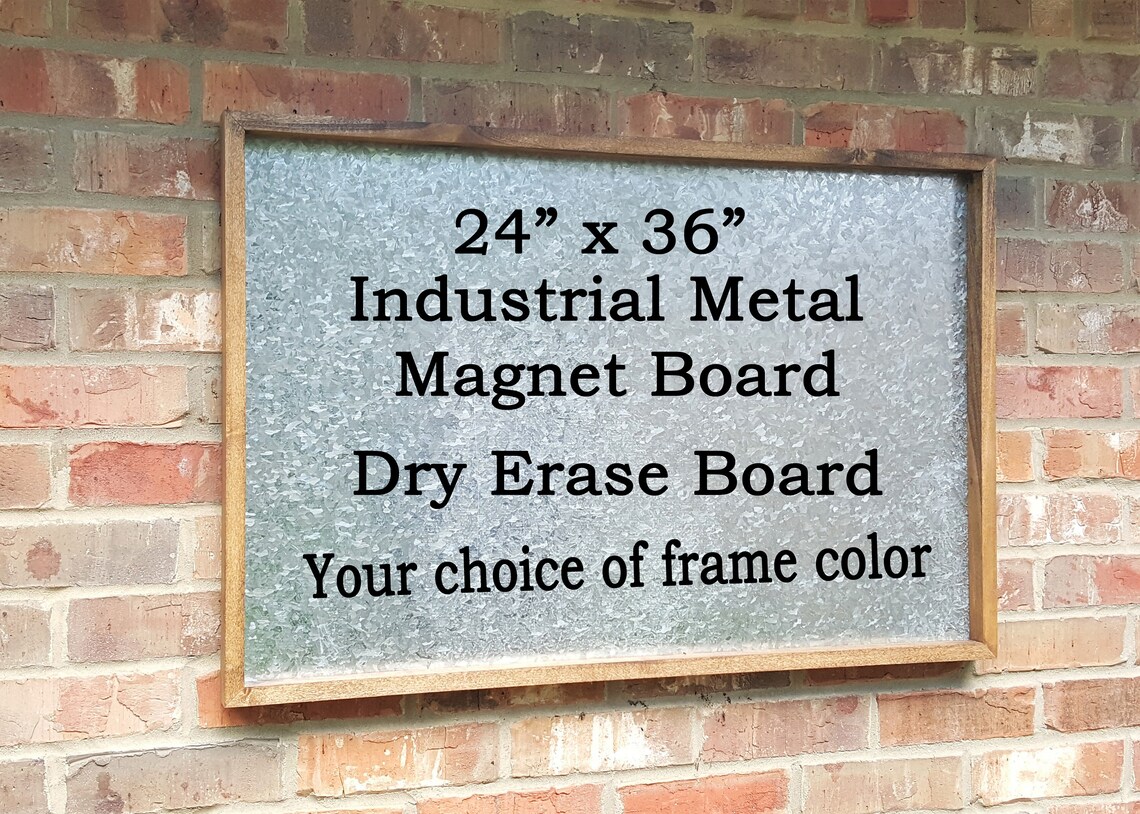 24” x 36”
Industrial Metal
Magnet Board
Dry Erase Board
Your choice of frame color